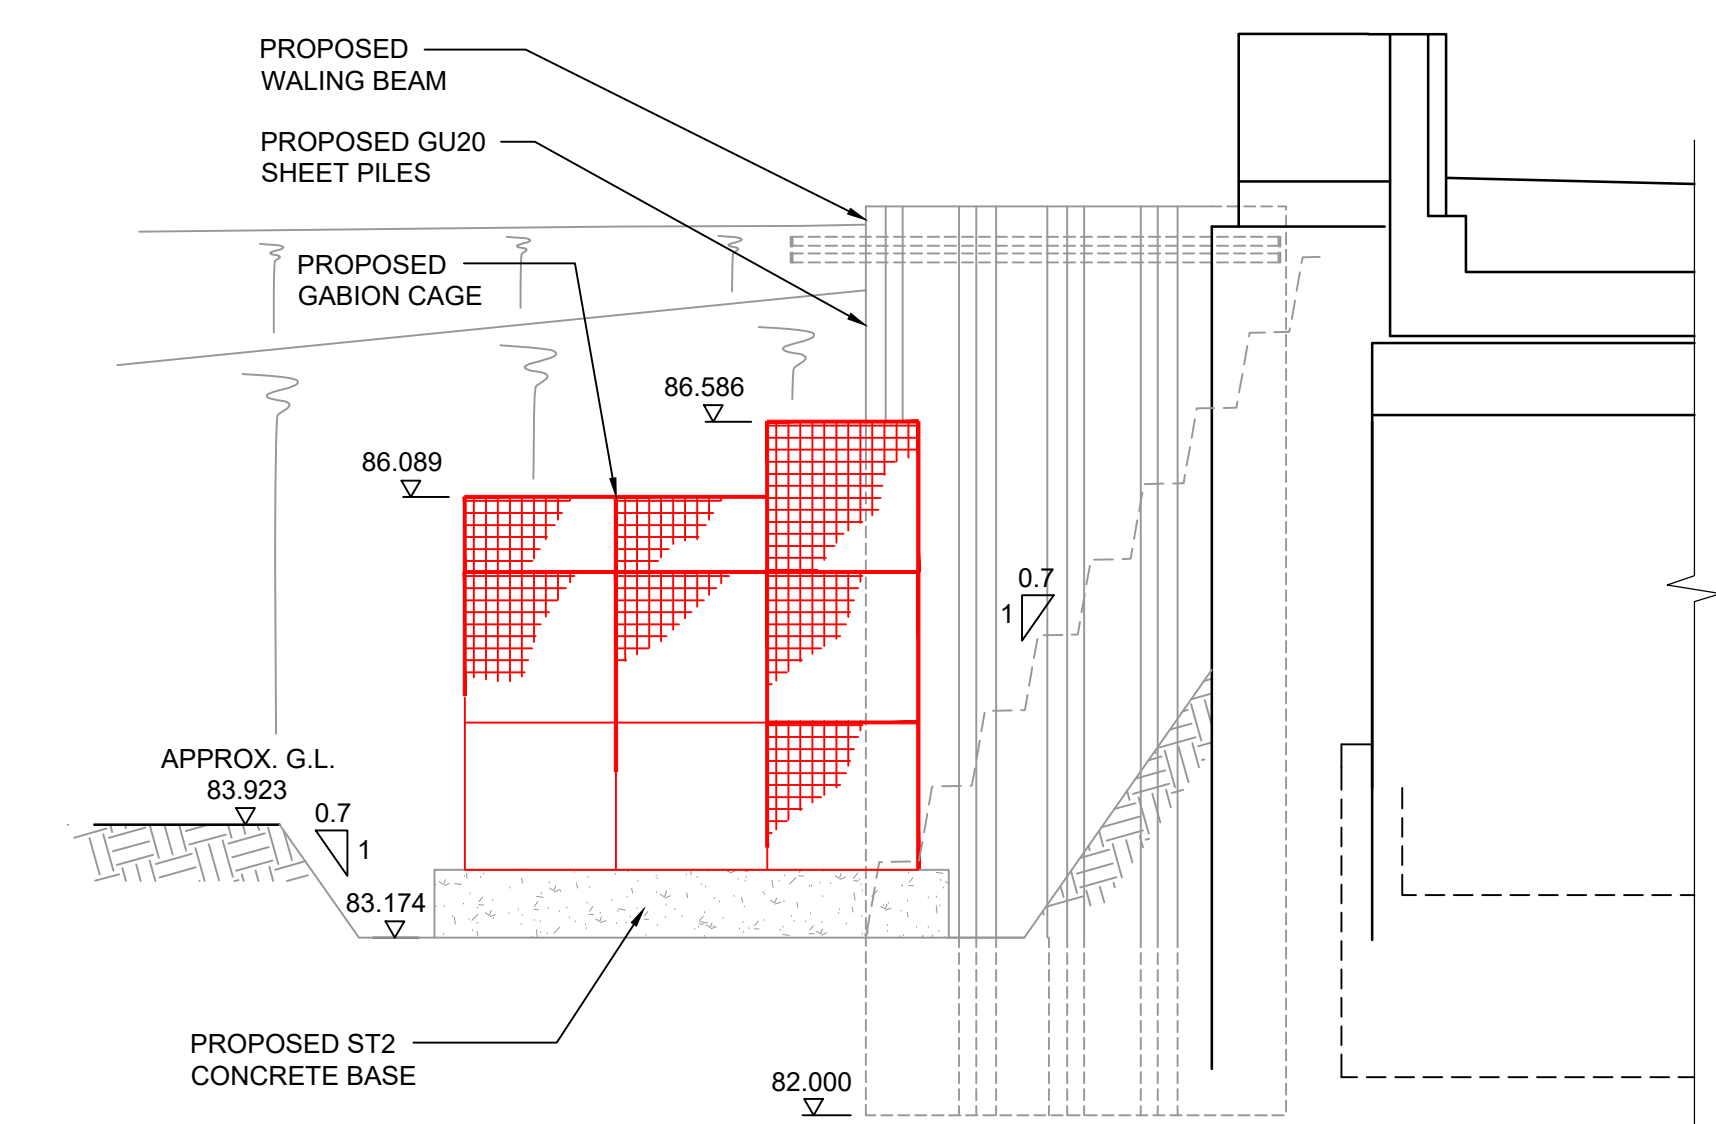 PROPOSED
WALING BEAM
PROPOSED GU20
SHEET PILES
PROPOSED
GABION CAGE
86.586
86.089
0.7
1
APPROX. G.L.
83.923
0.7
1
83.174
PROPOSED ST2
CONCRETE BASE
82.000